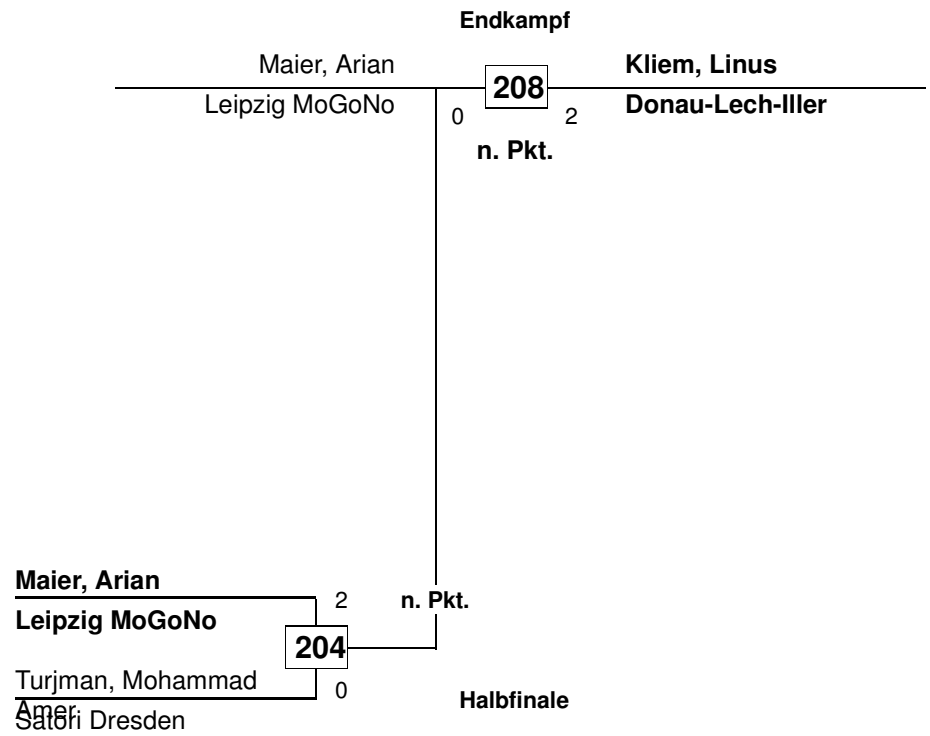 Endkampf
Maier, Arian
Leipzig MoGoNo
208
Kliem, Linus
Donau-Lech-Iller
0
2
n. Pkt.
Maier, Arian
Leipzig MoGoNo
2
n. Pkt.
204
Turjman, Mohammad
Amer
Satori Dresden
0
Halbfinale